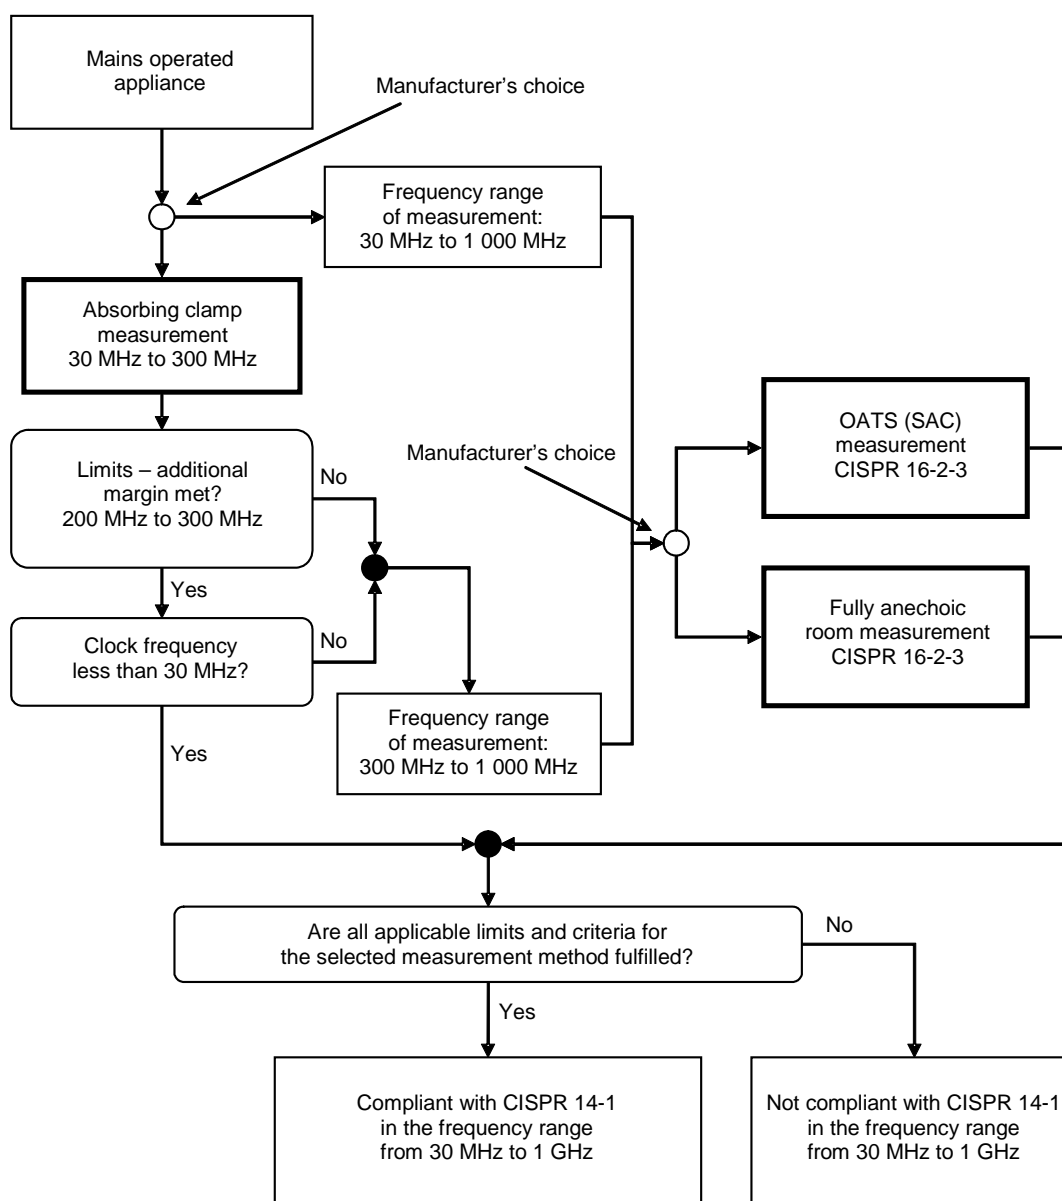 Mains operated
appliance
Manufacturer’s choice
Frequency range
of measurement:
30 MHz to 1 000 MHz
Absorbing clamp
measurement
30 MHz to 300 MHz
OATS (SAC)
measurement
CISPR 16-2-3
Manufacturer’s choice
Limits – additional
margin met?
200 MHz to 300 MHz
No
Yes
Fully anechoic
room measurement
CISPR 16-2-3
Clock frequency
less than 30 MHz?
No
Frequency range
of measurement:
300 MHz to 1 000 MHz
Yes
Are all applicable limits and criteria for
the selected measurement method fulfilled?
No
Yes
Compliant with CISPR 14-1
in the frequency range
from 30 MHz to 1 GHz
Not compliant with CISPR 14-1
in the frequency range
from 30 MHz to 1 GHz